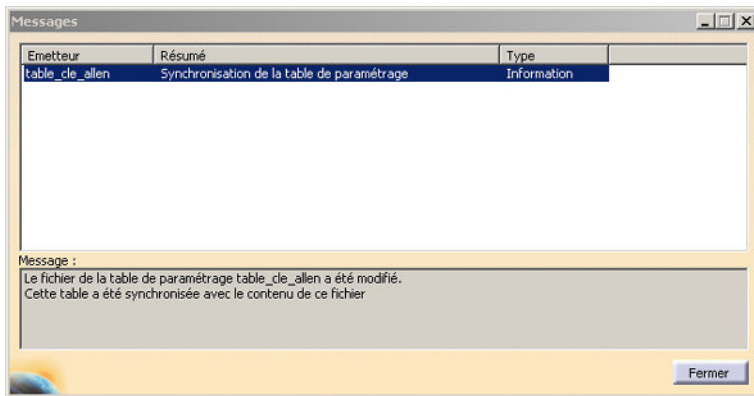 Messages
Emetteur Résumé Type
table_cle_allen Synchronisation de la table de paramétrage Information
Message :
Le fichier de la table de paramétrage table_cle_allen a été modifié.
Cette table a été synchronisée avec le contenu de ce fichier
Fermer